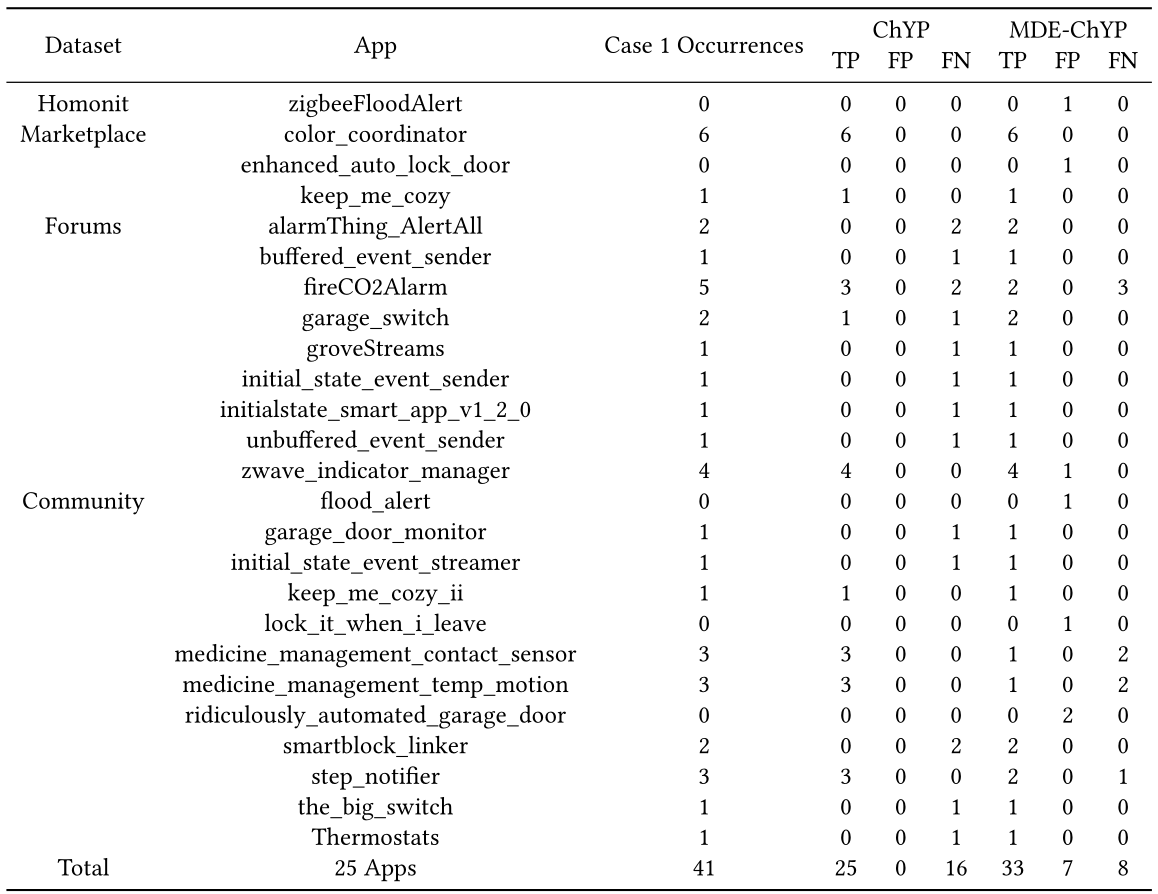 Dataset App Case 1 Occurrences ChYP MDE-ChYP
TP FP FN TP FP FN
Homonit zigbeeFloodAlert 0 0 0 0 0 1 0
Marketplace color_coordinator 6 6 0 0 6 0 0
enhanced_auto_lock_door 0 0 0 0 0 1 0
keep_me_cozy 1 1 0 0 1 0 0
Forums alarmThing_AlertAll 2 0 0 2 2 0 0
buffered_event_sender 1 0 0 1 1 0 0
fireCO2Alarm 5 3 0 2 2 0 3
garage_switch 2 1 0 1 2 0 0
groveStreams 1 0 0 1 1 0 0
initial_state_event_sender 1 0 0 1 1 0 0
initialstate_smart_app_v1_2_0 1 0 0 1 1 0 0
unbuffered_event_sender 1 0 0 1 1 0 0
zwave_indicator_manager 4 4 0 0 4 1 0
Community flood_alert 0 0 0 0 0 1 0
garage_door_monitor 1 0 0 1 1 0 0
initial_state_event_streamer 1 0 0 1 1 0 0
keep_me_cozy_ii 1 1 0 0 1 0 0
lock_it_when_i_leave 0 0 0 0 0 1 0
medicine_management_contact_sensor 3 3 0 0 1 0 2
medicine_management_temp_motion 3 3 0 0 1 0 2
ridiculously_automated_garage_door 0 0 0 0 0 2 0
smartblock_linker 2 0 0 2 2 0 0
step_notifier 3 3 0 0 2 0 1
the_big_switch 1 0 0 1 1 0 0
Thermostats 1 0 0 1 1 0 0
Total 25 Apps 41 25 0 16 33 7 8